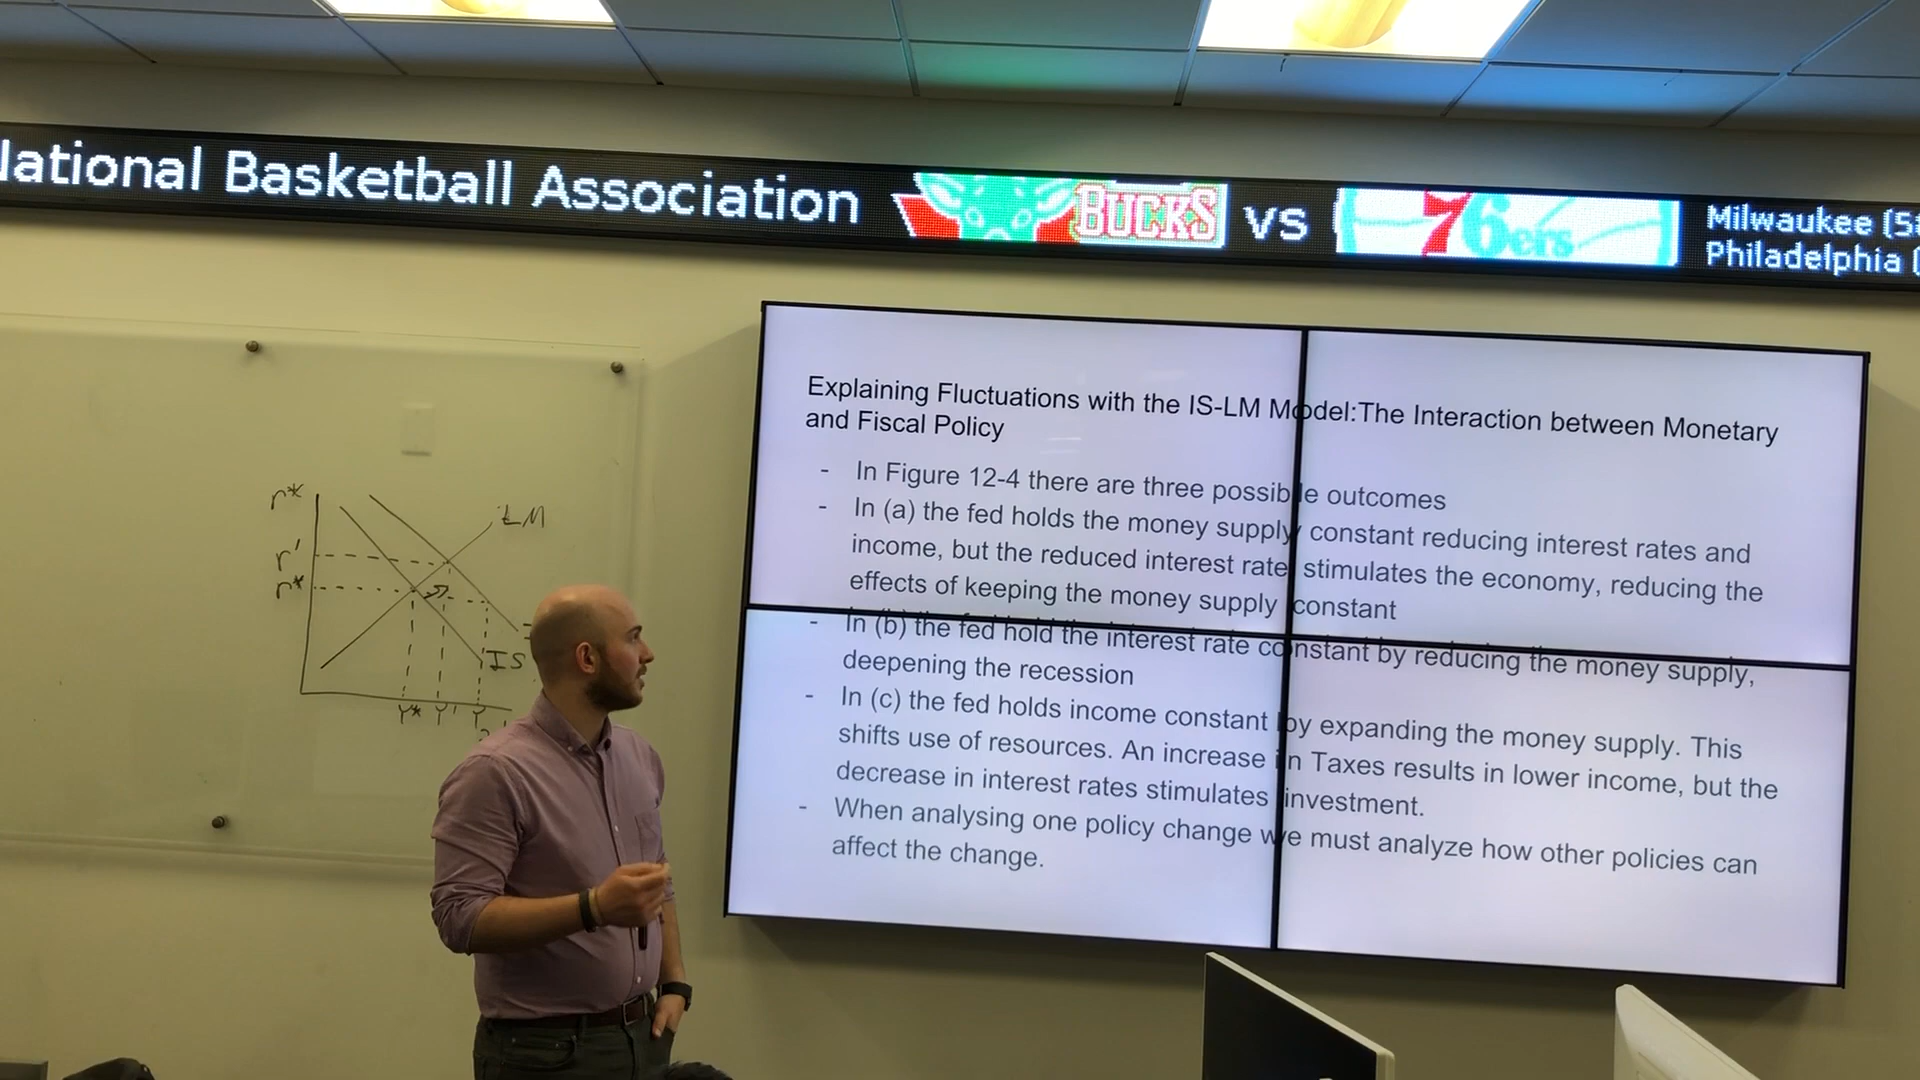 National Basketball Association BUCKS VS 76ers Milwaukee
Philadelphia
Explaining Fluctuations with the IS-LM Model:The Interaction between Monetary
and Fiscal Policy
- In Figure 12-4 there are three possible outcomes
- In (a) the fed holds the money supply constant reducing interest rates and
income, but the reduced interest rate stimulates the economy, reducing the
effects of keeping the money supply constant
- In (b) the fed hold the interest rate constant by reducing the money supply,
deepening the recession
- In (c) the fed holds income constant by expanding the money supply. This
shifts use of resources. An increase in Taxes results in lower income, but the
decrease in interest rates stimulates investment.
- When analysing one policy change we must analyze how other policies can
affect the change.
r*
LM
r'
r*
IS
Y* Y' Y